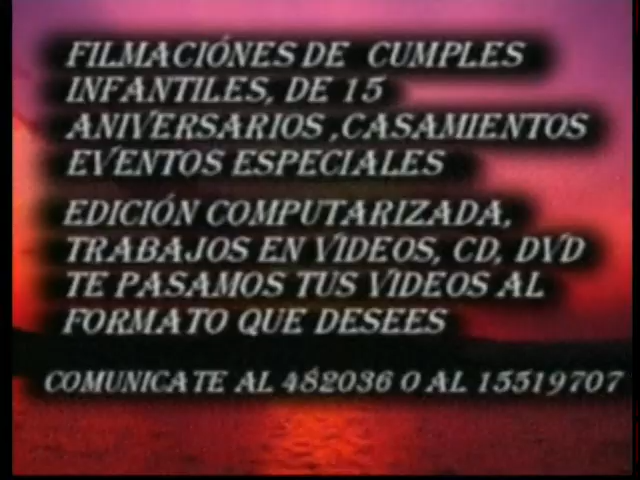 FILMACIÓNES DE CUMPLES
INFANTILES, DE 15
ANIVERSARIOS ,CASAMIENTOS
EVENTOS ESPECIALES
EDICIÓN COMPUTARIZADA,
TRABAJOS EN VIDEOS, CD, DVD
TE PASAMOS TUS VIDEOS AL
FORMATO QUE DESEES
COMUNICATE AL 482036 O AL 15519707